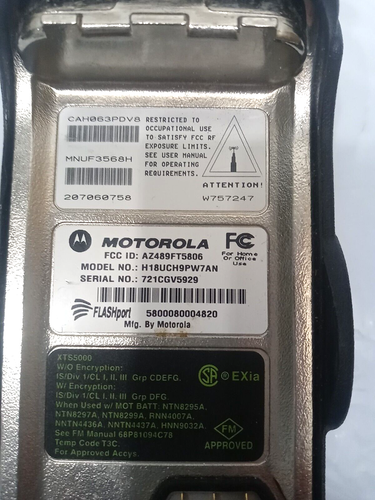 CAH063PDV8
MNUF3568H
207060758
RESTRICTED TO
OCCUPATIONAL USE
TO SATISFY FCC RF
EXPOSURE LIMITS.
SEE USER MANUAL
FOR OPERATING
REQUIREMENTS.
ATTENTION!
W757247
MOTOROLA
FC
For Home
Or Office
Use
FCC ID: AZ489FT5806
MODEL NO.: H18UCH9PW7AN
SERIAL NO.: 721CGV5929
FLASHport
5800080004820
Mfg. By Motorola
XTS5000
W/O Encryption:
IS/Div 1/CL I, II, III Grp CDEFG.
W/ Encryption:
IS/Div 1/CL I, II, III Grp DFG.
When Used w/ MOT BATT: NTN8295A,
NTN8297A, NTN8299A, RNN4007A,
NNTN4436A, NNTN4437A, HNN9032A
See FM Manual 68P81094C78
Temp Code T3C.
For Approved Accys.
SA ® EXia
FM
APPROVED